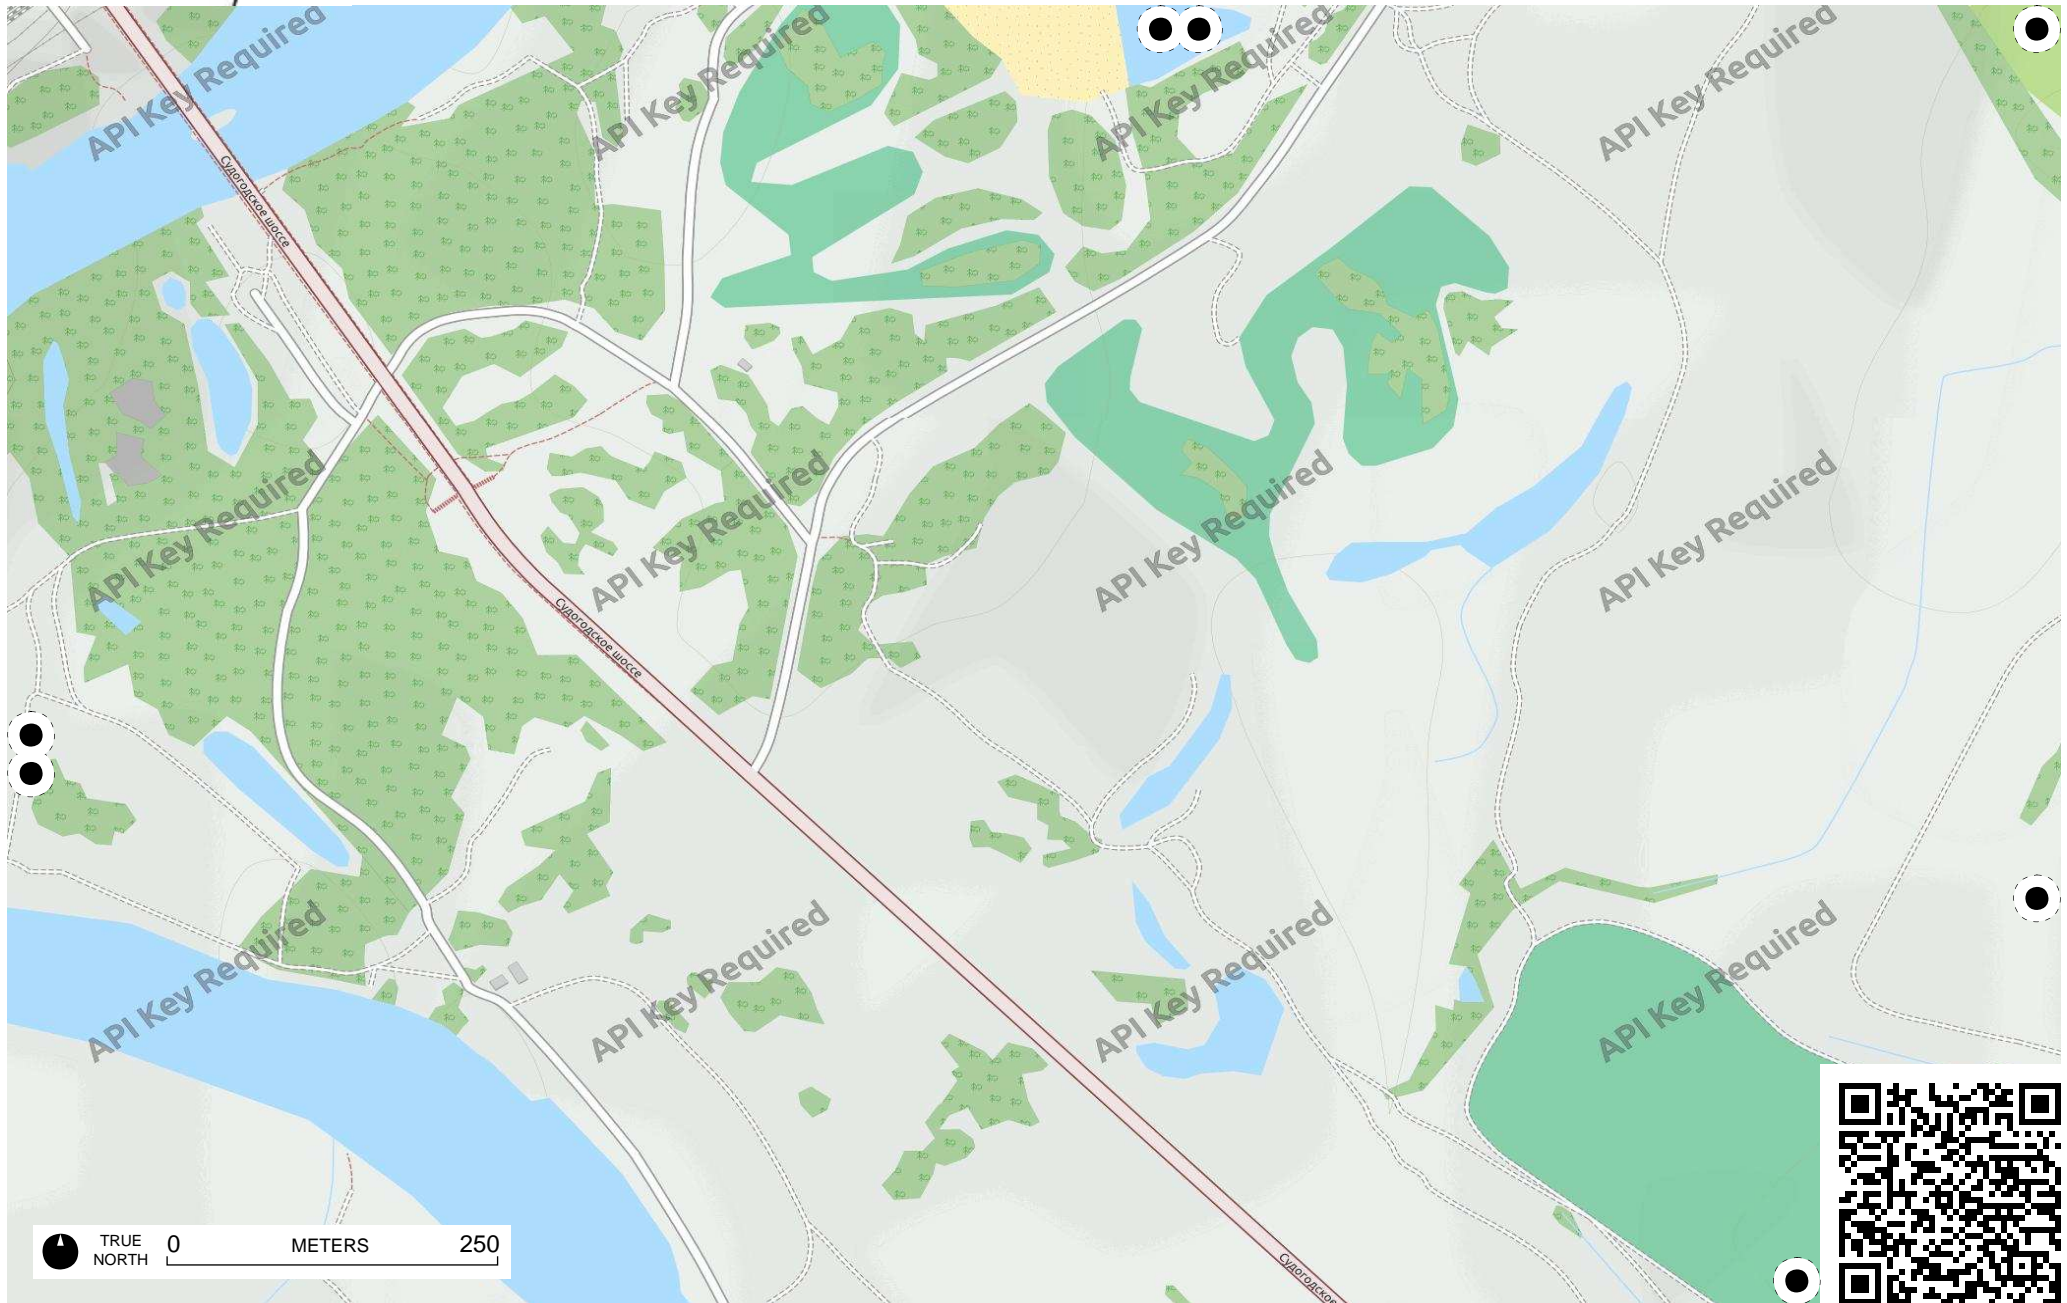 API Key Required
API Key Required
API Key Required
API Key Required
Судогодское шоссе
API Key Required
API Key Required
API Key Required
API Key Required
Судогодское шоссе
API Key Required
API Key Required
API Key Required
API Key Required
Судогодское
TRUE
NORTH
0 METERS 250